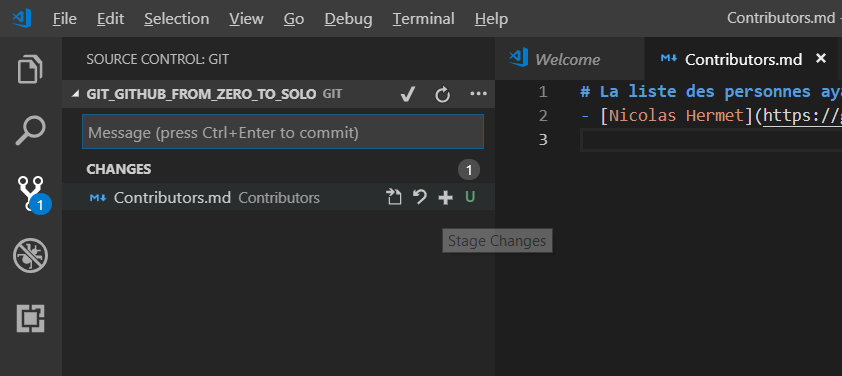 File Edit Selection View Go Debug Terminal Help Contributors.md -
SOURCE CONTROL: GIT
Welcome
Contributors.md ×
GIT_GITHUB_FROM_ZERO_TO_SOLO GIT
Message (press Ctrl+Enter to commit)
CHANGES 1
Contributors.md Contributors U
1
Stage Changes
1 # La liste des personnes aya
2 - [Nicolas Hermet](https://g
3